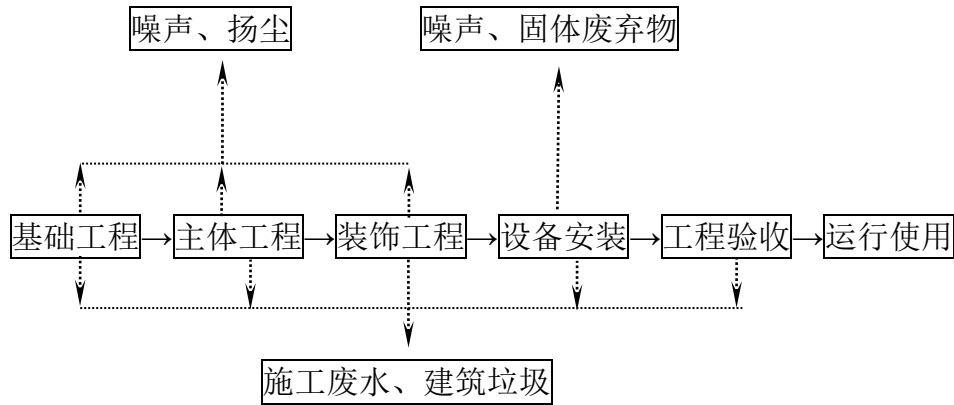 噪声、扬尘
噪声、固体废弃物
基础工程→主体工程→装饰工程→设备安装→工程验收→运行使用
施工废水、建筑垃圾